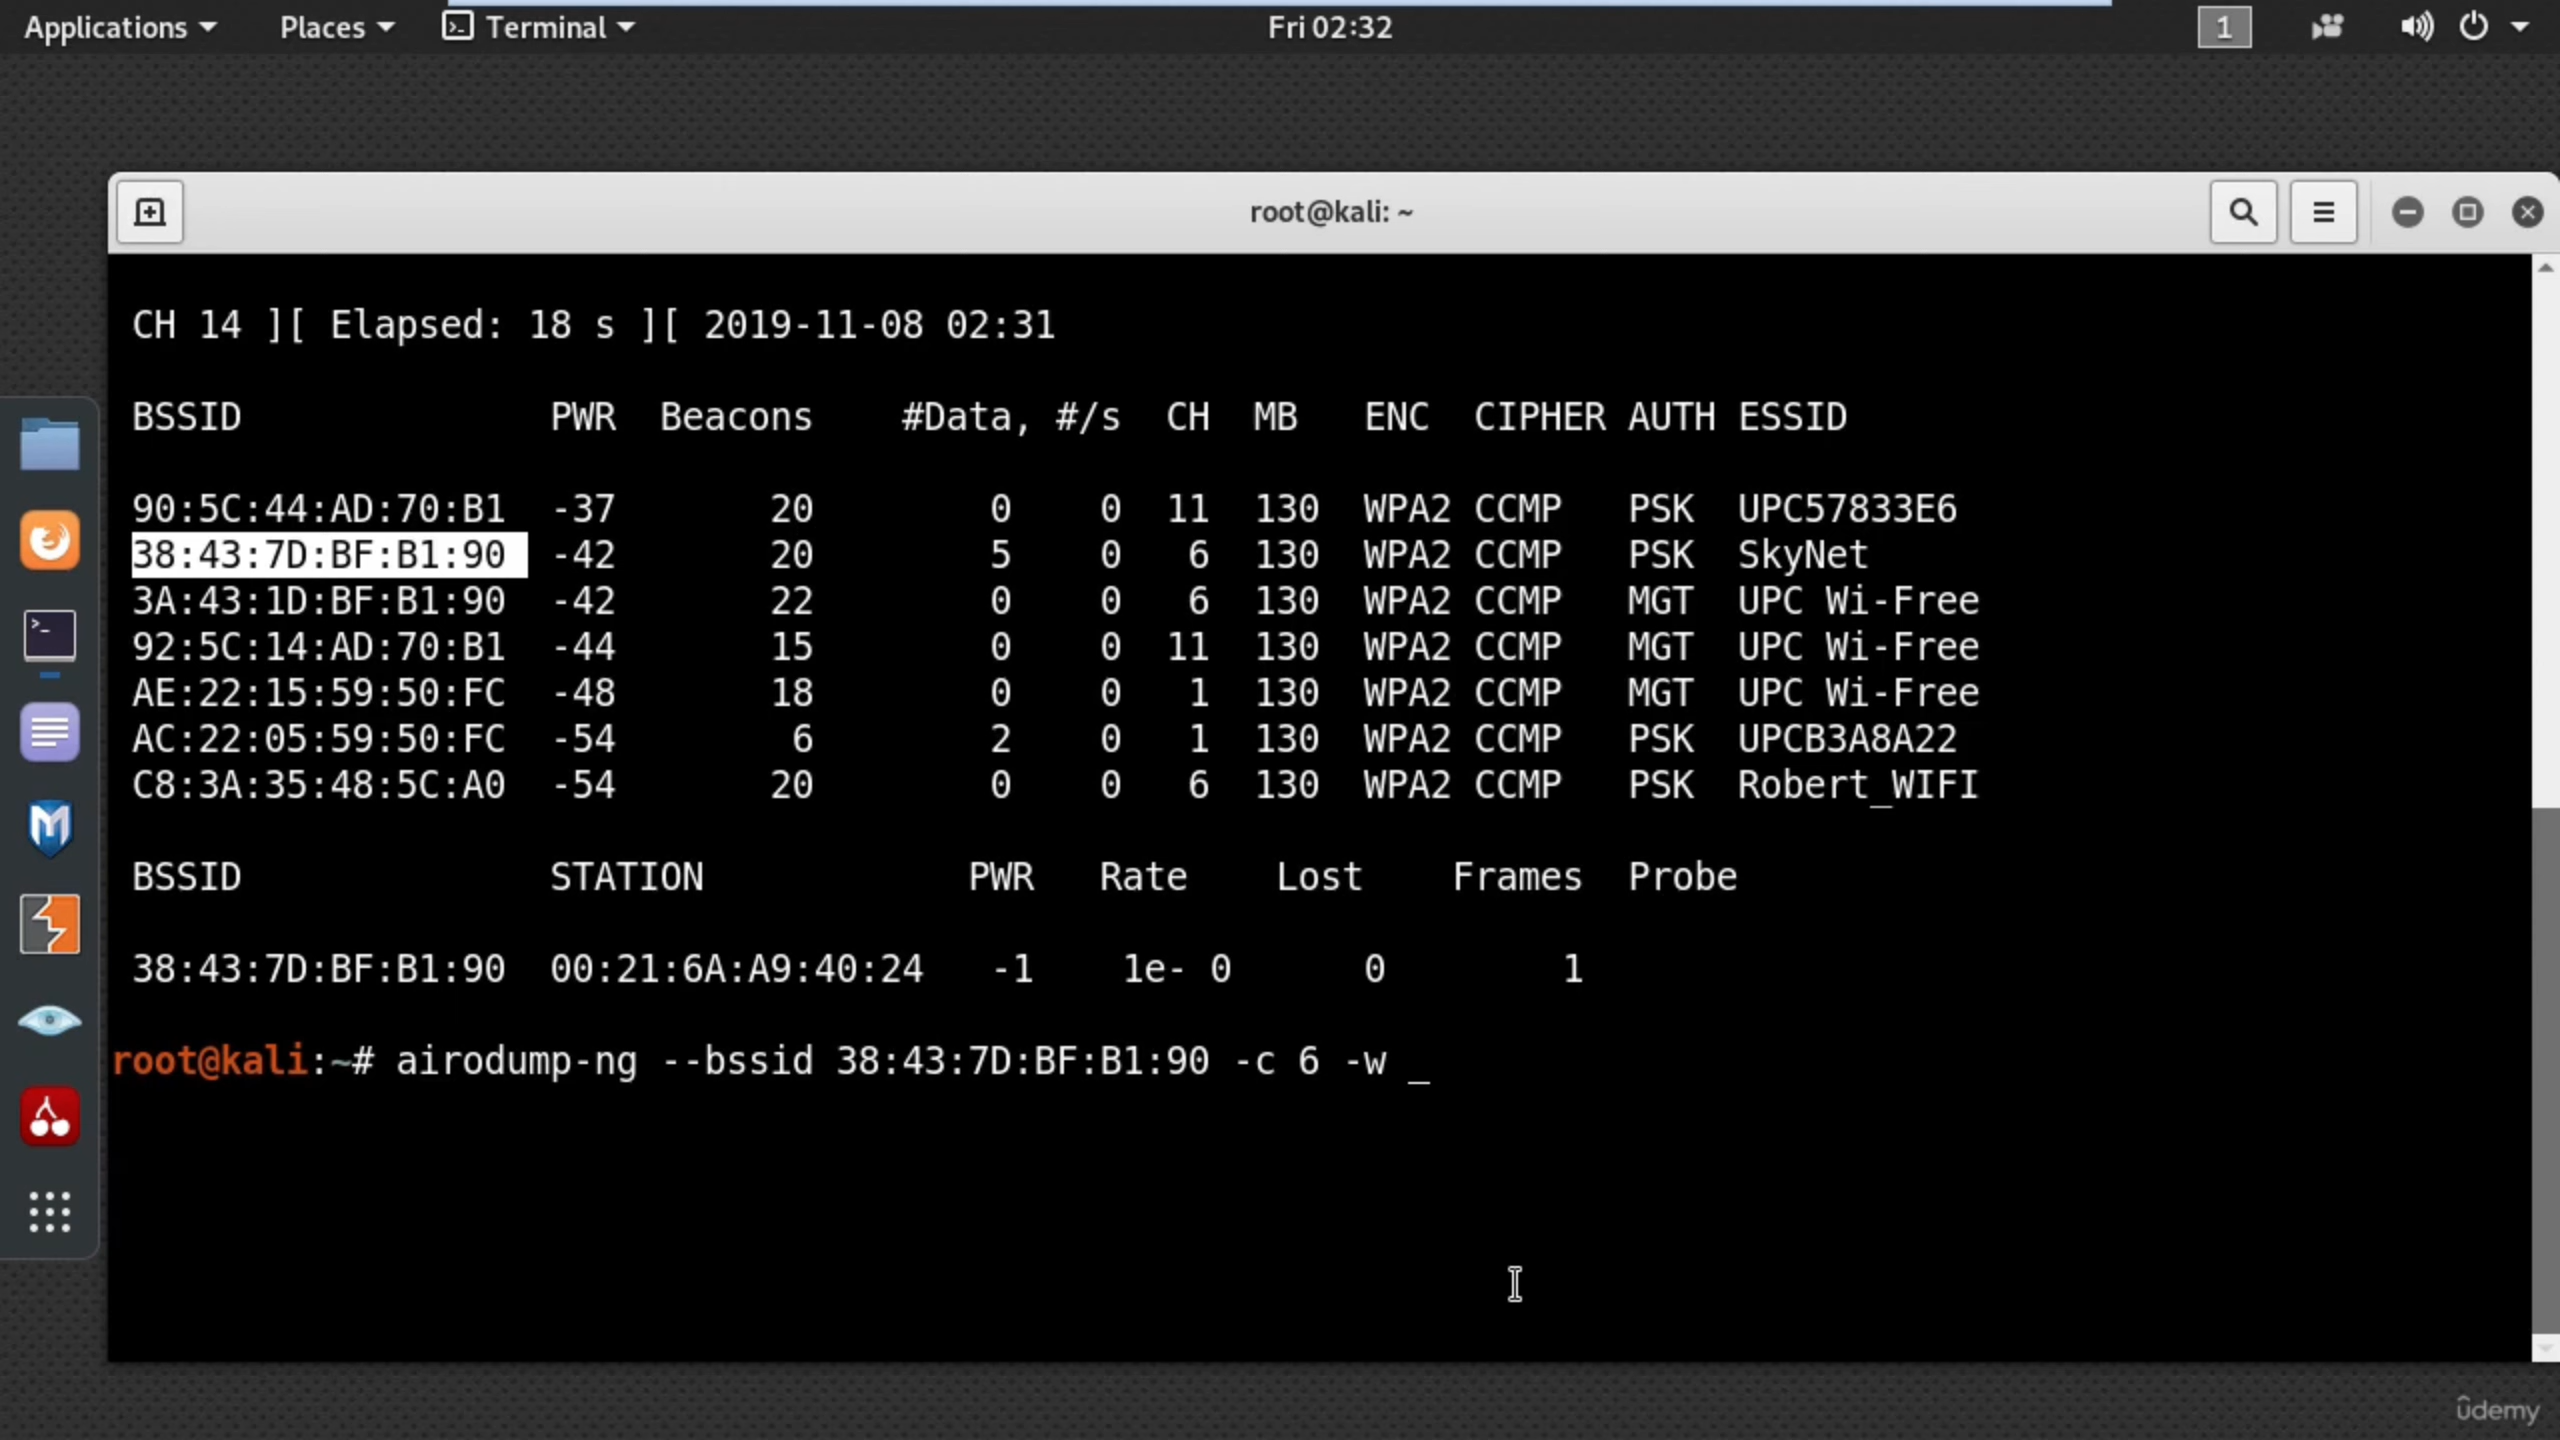 Applications Places Terminal Fri 02:32 1
root@kali: ~
CH 14 ][ Elapsed: 18 s ][ 2019-11-08 02:31
BSSID PWR Beacons #Data, #/s CH MB ENC CIPHER AUTH ESSID
90:5C:44:AD:70:B1 -37 20 0 0 11 130 WPA2 CCMP PSK UPC57833E6
38:43:7D:BF:B1:90 -42 20 5 0 6 130 WPA2 CCMP PSK SkyNet
3A:43:1D:BF:B1:90 -42 22 0 0 6 130 WPA2 CCMP MGT UPC Wi-Free
92:5C:14:AD:70:B1 -44 15 0 0 11 130 WPA2 CCMP MGT UPC Wi-Free
AE:22:15:59:50:FC -48 18 0 0 1 130 WPA2 CCMP MGT UPC Wi-Free
AC:22:05:59:50:FC -54 6 2 0 1 130 WPA2 CCMP PSK UPCB3A8A22
C8:3A:35:48:5C:A0 -54 20 0 0 6 130 WPA2 CCMP PSK Robert_WIFI
BSSID STATION PWR Rate Lost Frames Probe
38:43:7D:BF:B1:90 00:21:6A:A9:40:24 -1 1e- 0 0 1
root@kali:~# airodump-ng --bssid 38:43:7D:BF:B1:90 -c 6 -w _
ûdemy